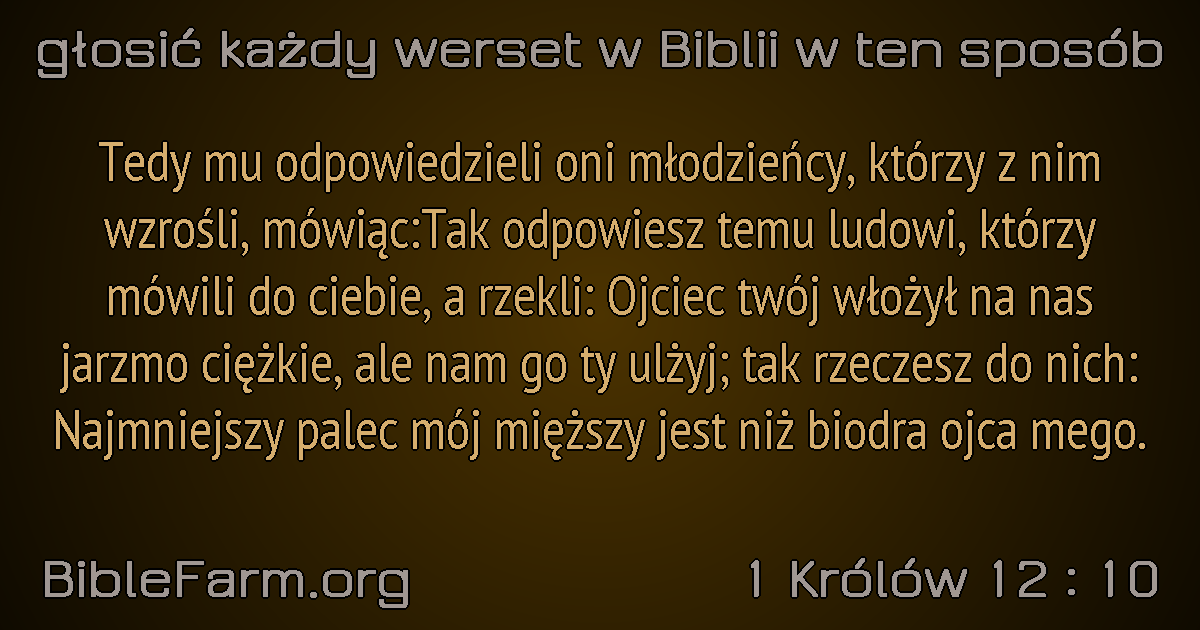 głosić każdy werset w Biblii w ten sposób
Tedy mu odpowiedzieli oni młodzieńcy, którzy z nim
wzrośli, mówiąc:Tak odpowiesz temu ludowi, którzy
mówili do ciebie, a rzekli: Ojciec twój włożył na nas
jarzmo ciężkie, ale nam go ty ulżyj; tak rzeczesz do nich:
Najmniejszy palec mój mięższy jest niż biodra ojca mego.
BibleFarm.org
1 Królów 12 : 10